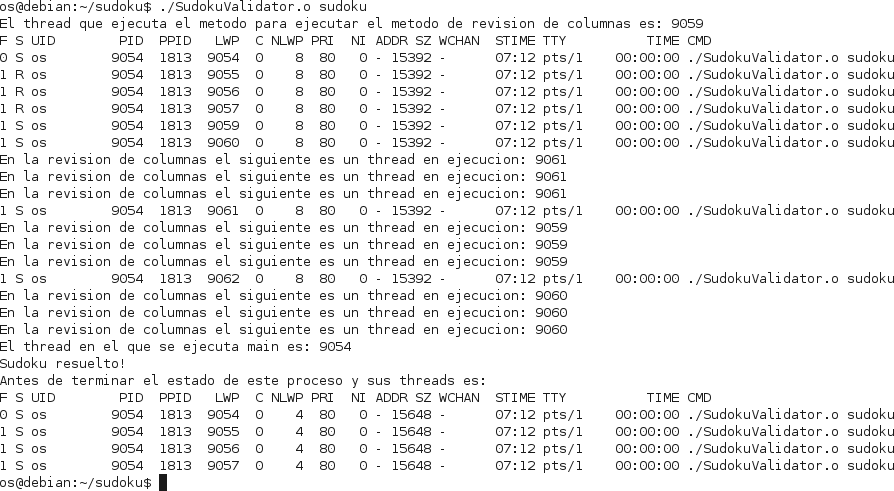 os@debian:~/sudoku$ ./SudokuValidator.o sudoku
El thread que ejecuta el metodo para ejecutar el metodo de revision de columnas es: 9059
F S UID        PID  PPID   LWP  C NLWP PRI  NI ADDR SZ WCHAN  STIME TTY          TIME CMD
0 S os        9054  1813  9054  0    8  80   0 - 15392 -      07:12 pts/1    00:00:00 ./SudokuValidator.o sudoku
1 R os        9054  1813  9055  0    8  80   0 - 15392 -      07:12 pts/1    00:00:00 ./SudokuValidator.o sudoku
1 R os        9054  1813  9056  0    8  80   0 - 15392 -      07:12 pts/1    00:00:00 ./SudokuValidator.o sudoku
1 R os        9054  1813  9057  0    8  80   0 - 15392 -      07:12 pts/1    00:00:00 ./SudokuValidator.o sudoku
1 S os        9054  1813  9059  0    8  80   0 - 15392 -      07:12 pts/1    00:00:00 ./SudokuValidator.o sudoku
1 S os        9054  1813  9060  0    8  80   0 - 15392 -      07:12 pts/1    00:00:00 ./SudokuValidator.o sudoku
En la revision de columnas el siguiente es un thread en ejecucion: 9061
En la revision de columnas el siguiente es un thread en ejecucion: 9061
En la revision de columnas el siguiente es un thread en ejecucion: 9061
1 S os        9054  1813  9061  0    8  80   0 - 15392 -      07:12 pts/1    00:00:00 ./SudokuValidator.o sudoku
En la revision de columnas el siguiente es un thread en ejecucion: 9059
En la revision de columnas el siguiente es un thread en ejecucion: 9059
En la revision de columnas el siguiente es un thread en ejecucion: 9059
1 S os        9054  1813  9062  0    8  80   0 - 15392 -      07:12 pts/1    00:00:00 ./SudokuValidator.o sudoku
En la revision de columnas el siguiente es un thread en ejecucion: 9060
En la revision de columnas el siguiente es un thread en ejecucion: 9060
En la revision de columnas el siguiente es un thread en ejecucion: 9060
El thread en el que se ejecuta main es: 9054
Sudoku resuelto!
Antes de terminar el estado de este proceso y sus threads es:
F S UID        PID  PPID   LWP  C NLWP PRI  NI ADDR SZ WCHAN  STIME TTY          TIME CMD
0 S os        9054  1813  9054  0    4  80   0 - 15648 -      07:12 pts/1    00:00:00 ./SudokuValidator.o sudoku
1 S os        9054  1813  9055  0    4  80   0 - 15648 -      07:12 pts/1    00:00:00 ./SudokuValidator.o sudoku
1 S os        9054  1813  9056  0    4  80   0 - 15648 -      07:12 pts/1    00:00:00 ./SudokuValidator.o sudoku
1 S os        9054  1813  9057  0    4  80   0 - 15648 -      07:12 pts/1    00:00:00 ./SudokuValidator.o sudoku
os@debian:~/sudoku$